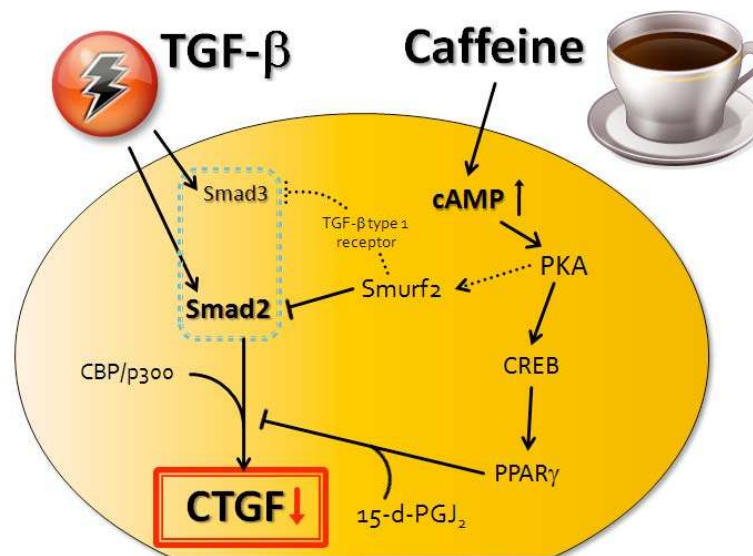 TGF-β
Caffeine
Smad3
cAMP
TGF-β type 1
receptor
PKA
Smurf2
Smad2
CBP/p300
CREB
PPARγ
CTGF
15-d-PGJ₂